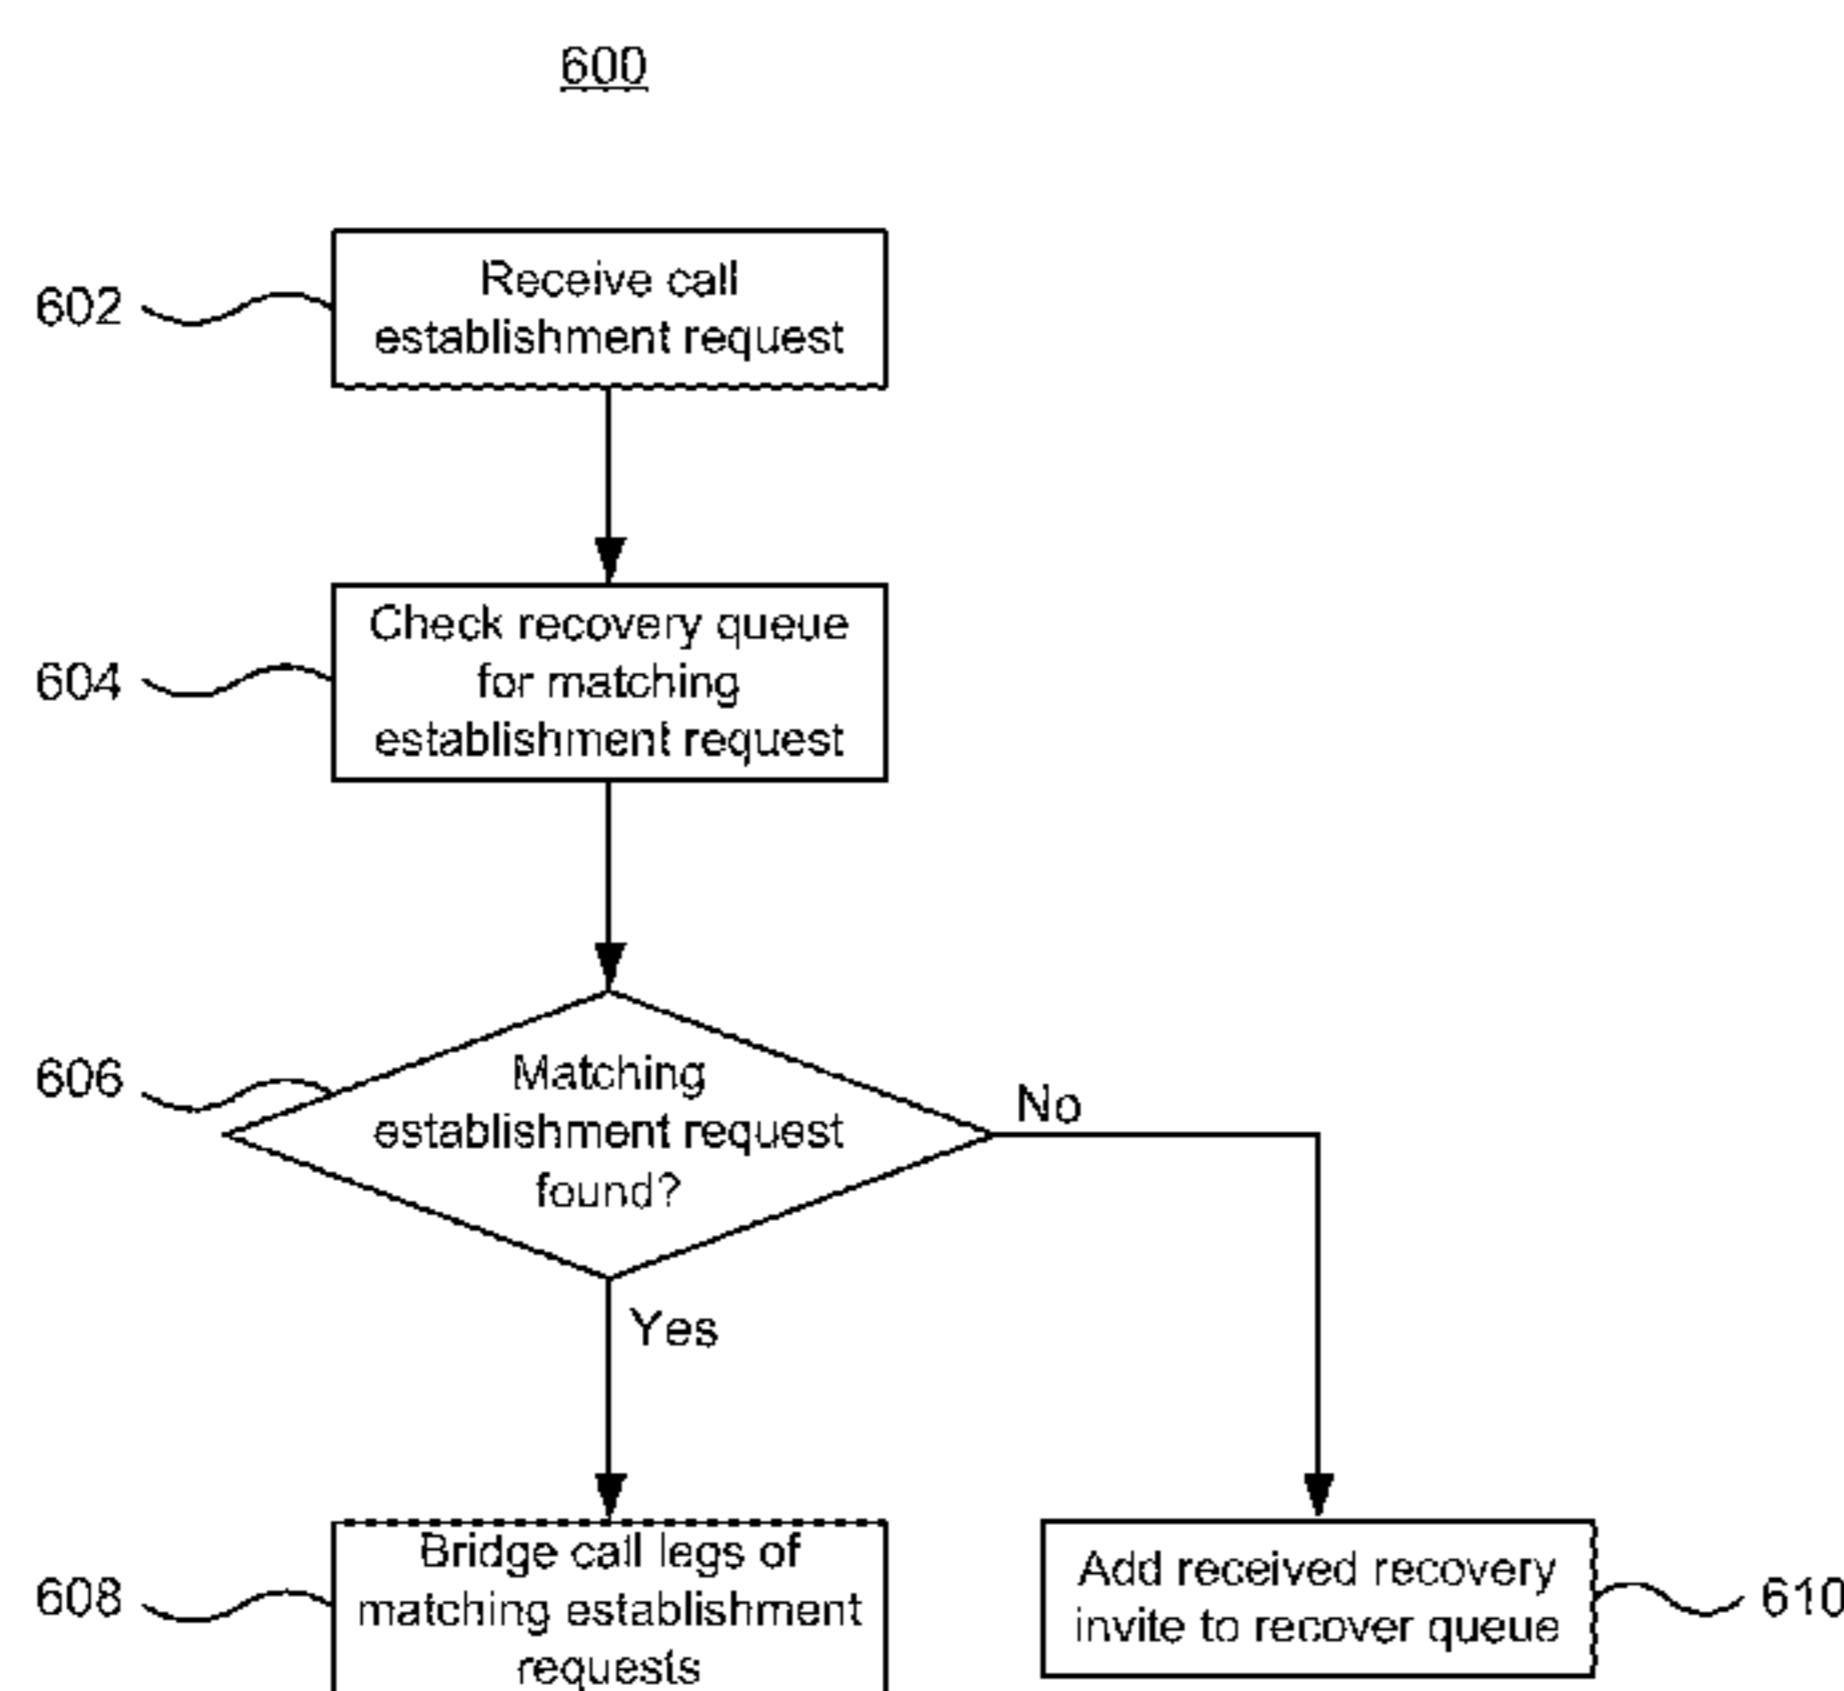 600
602
Receive call
establishment request
604
Check recovery queue
for matching
establishment request
606
Matching
establishment request
found?
No
Yes
608
Bridge call legs of
matching establishment
requests
Add received recovery
invite to recover queue
610